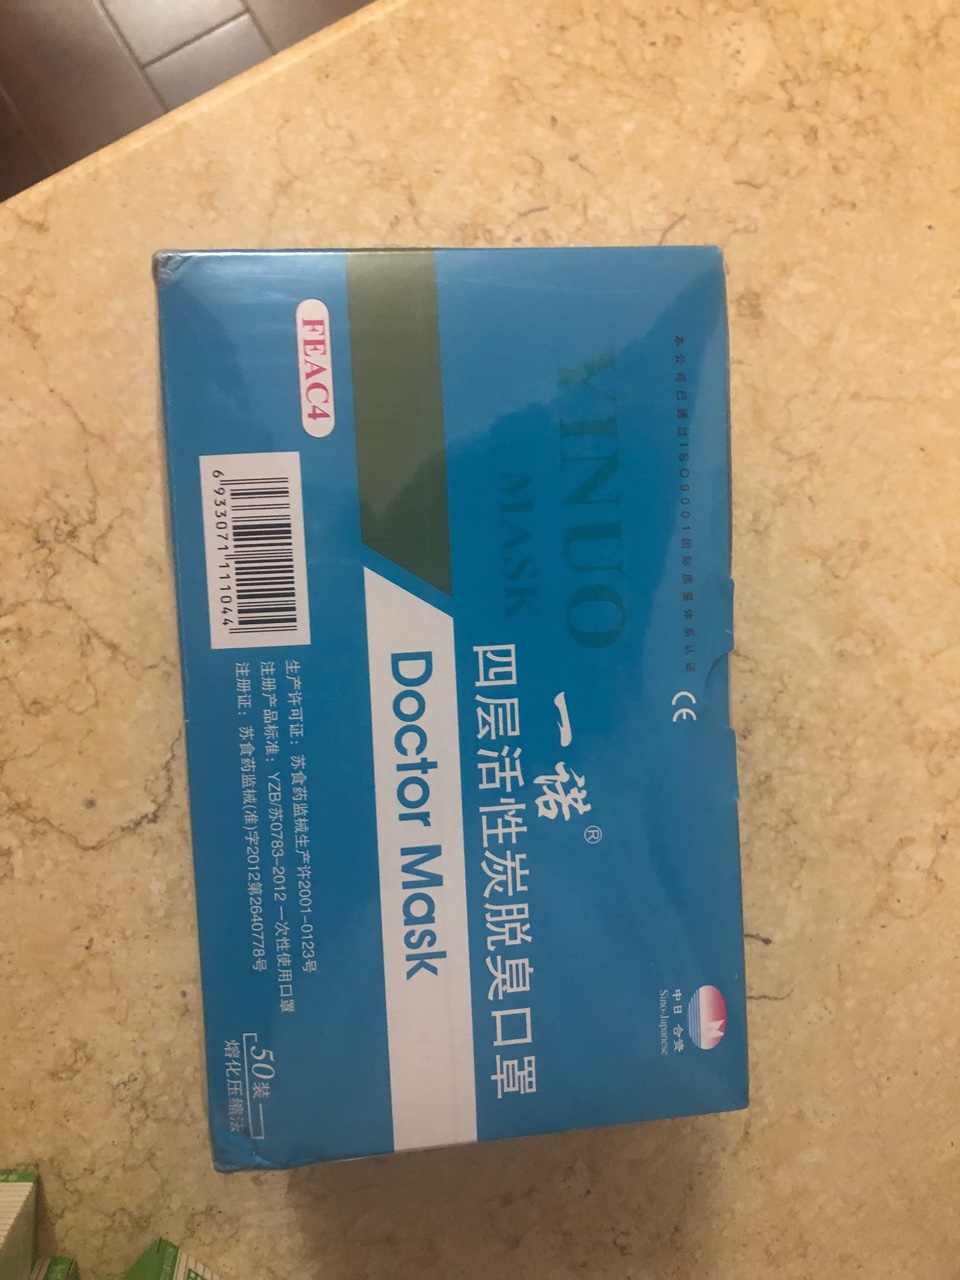 本公司已通过ISO9001国际质量体系认证
CE
中日合资
Sino-Japanese
YINUO
MASK
一诺®
四层活性炭脱臭口罩
Doctor Mask
FEAC4
6 933071 111044
生产许可证：苏食药监械生产许2001-0123号
注册产品标准：YZB/苏0783-2012 一次性使用口罩
注册证：苏食药监械(准)字2012第2640778号
50装
熔化压缩法